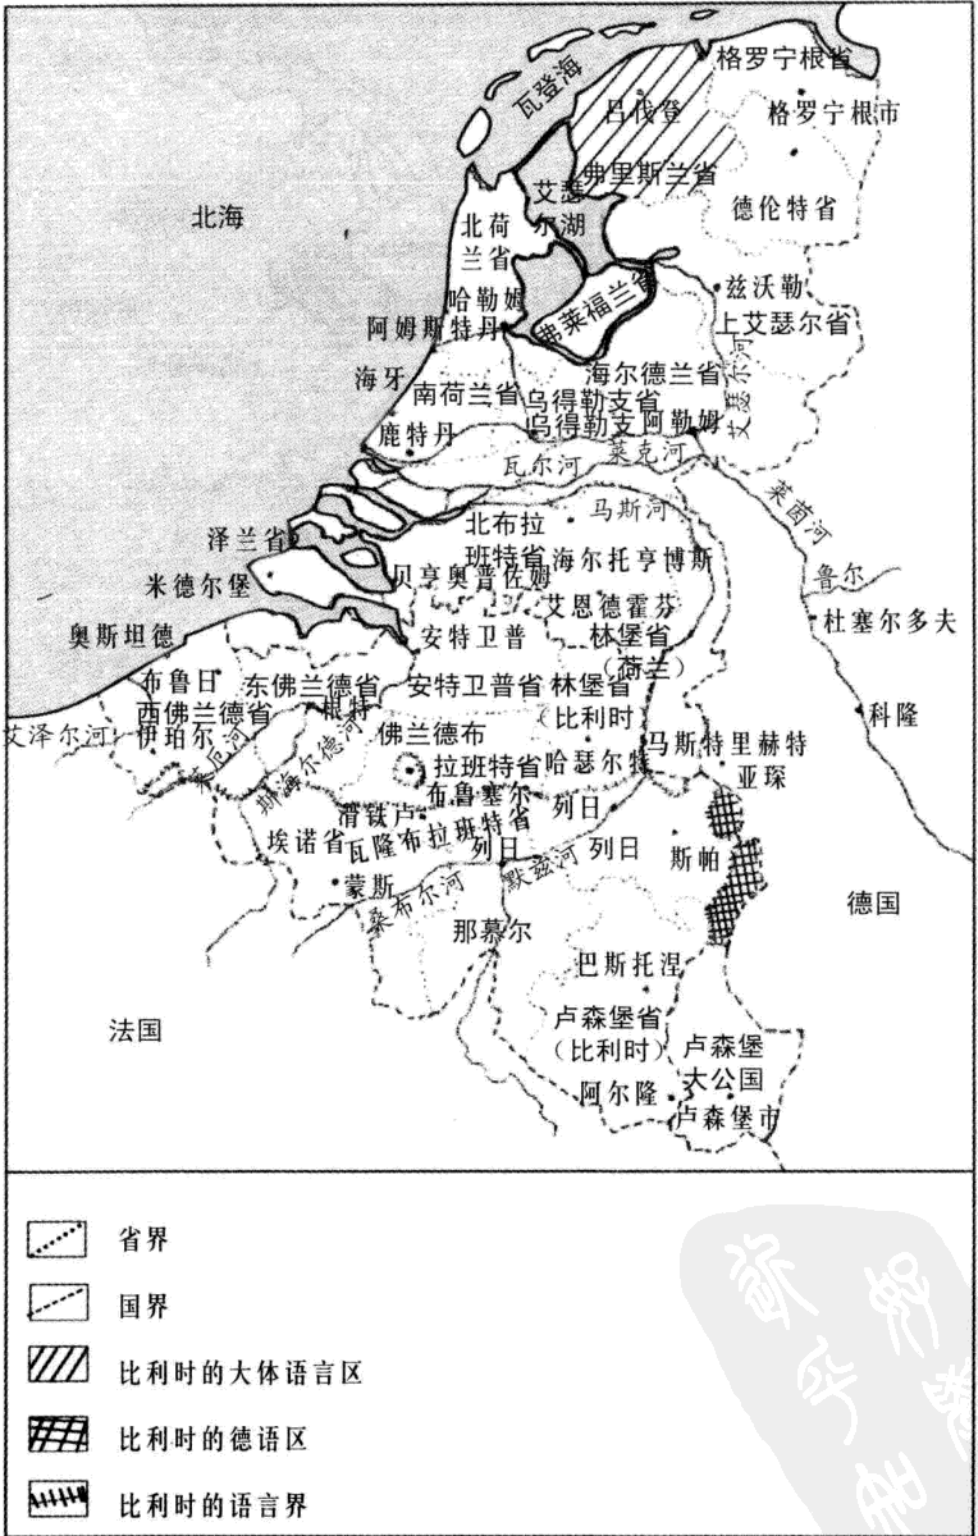 格罗宁根省
瓦登海
吕伐登
格罗宁根市
弗里斯兰省
艾瑟
尔湖
德伦特省
北海
北荷
兰省
兹沃勒
哈勒姆
弗莱福兰省
上艾瑟尔省
阿姆斯特丹
海牙
南荷兰省
海尔德兰省
乌得勒支省
艾瑟尔河
鹿特丹
乌得勒支
阿勒姆
莱克河
瓦尔河
莱茵河
马斯河
泽兰省
北布拉
班特省
海尔托亨博斯
米德尔堡
贝亨奥普佐姆
鲁尔
艾恩德霍芬
杜塞尔多夫
奥斯坦德
安特卫普
林堡省
（荷兰）
布鲁日
东佛兰德省
安特卫普省
林堡省
（比利时）
西佛兰德省
根特
科隆
艾泽尔河
伊珀尔
莱厄河
斯海尔德河
佛兰德布
拉班特省
哈瑟尔特
马斯特里赫特
亚琛
布鲁塞尔
滑铁卢
列日
埃诺省
瓦隆布拉班特省
列日
默兹河
列日
斯帕
蒙斯
桑布尔河
德国
那慕尔
巴斯托涅
法国
卢森堡省
（比利时）
卢森堡
大公国
阿尔隆
卢森堡市
省界
国界
比利时的大体语言区
比利时的德语区
比利时的语言界